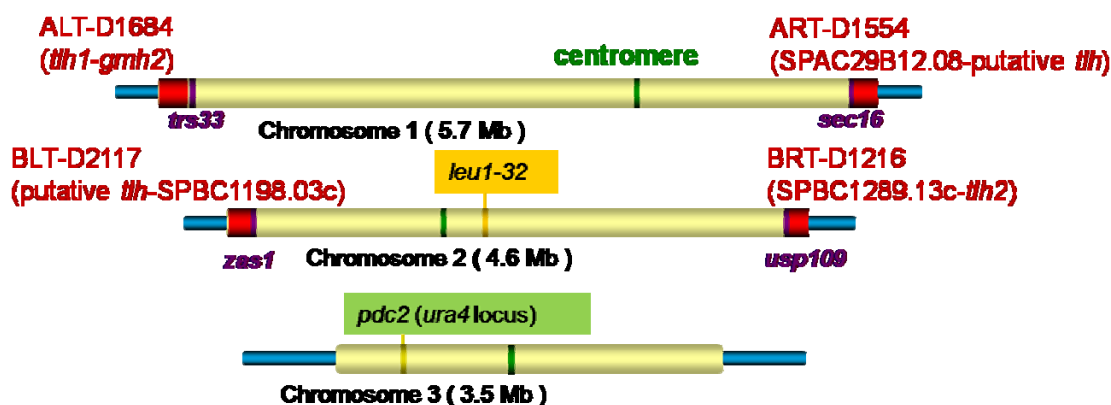 ALT-D1684
(tlh1-gmh2)
ART-D1554
(SPAC29B12.08-putative tlh)
centromere
trs33
Chromosome 1 ( 5.7 Mb )
sec16
BLT-D2117
(putative tlh-SPBC1198.03c)
leu1-32
BRT-D1216
(SPBC1289.13c-tlh2)
zas1
Chromosome 2 ( 4.6 Mb )
usp109
pdc2 (ura4 locus)
Chromosome 3 ( 3.5 Mb )